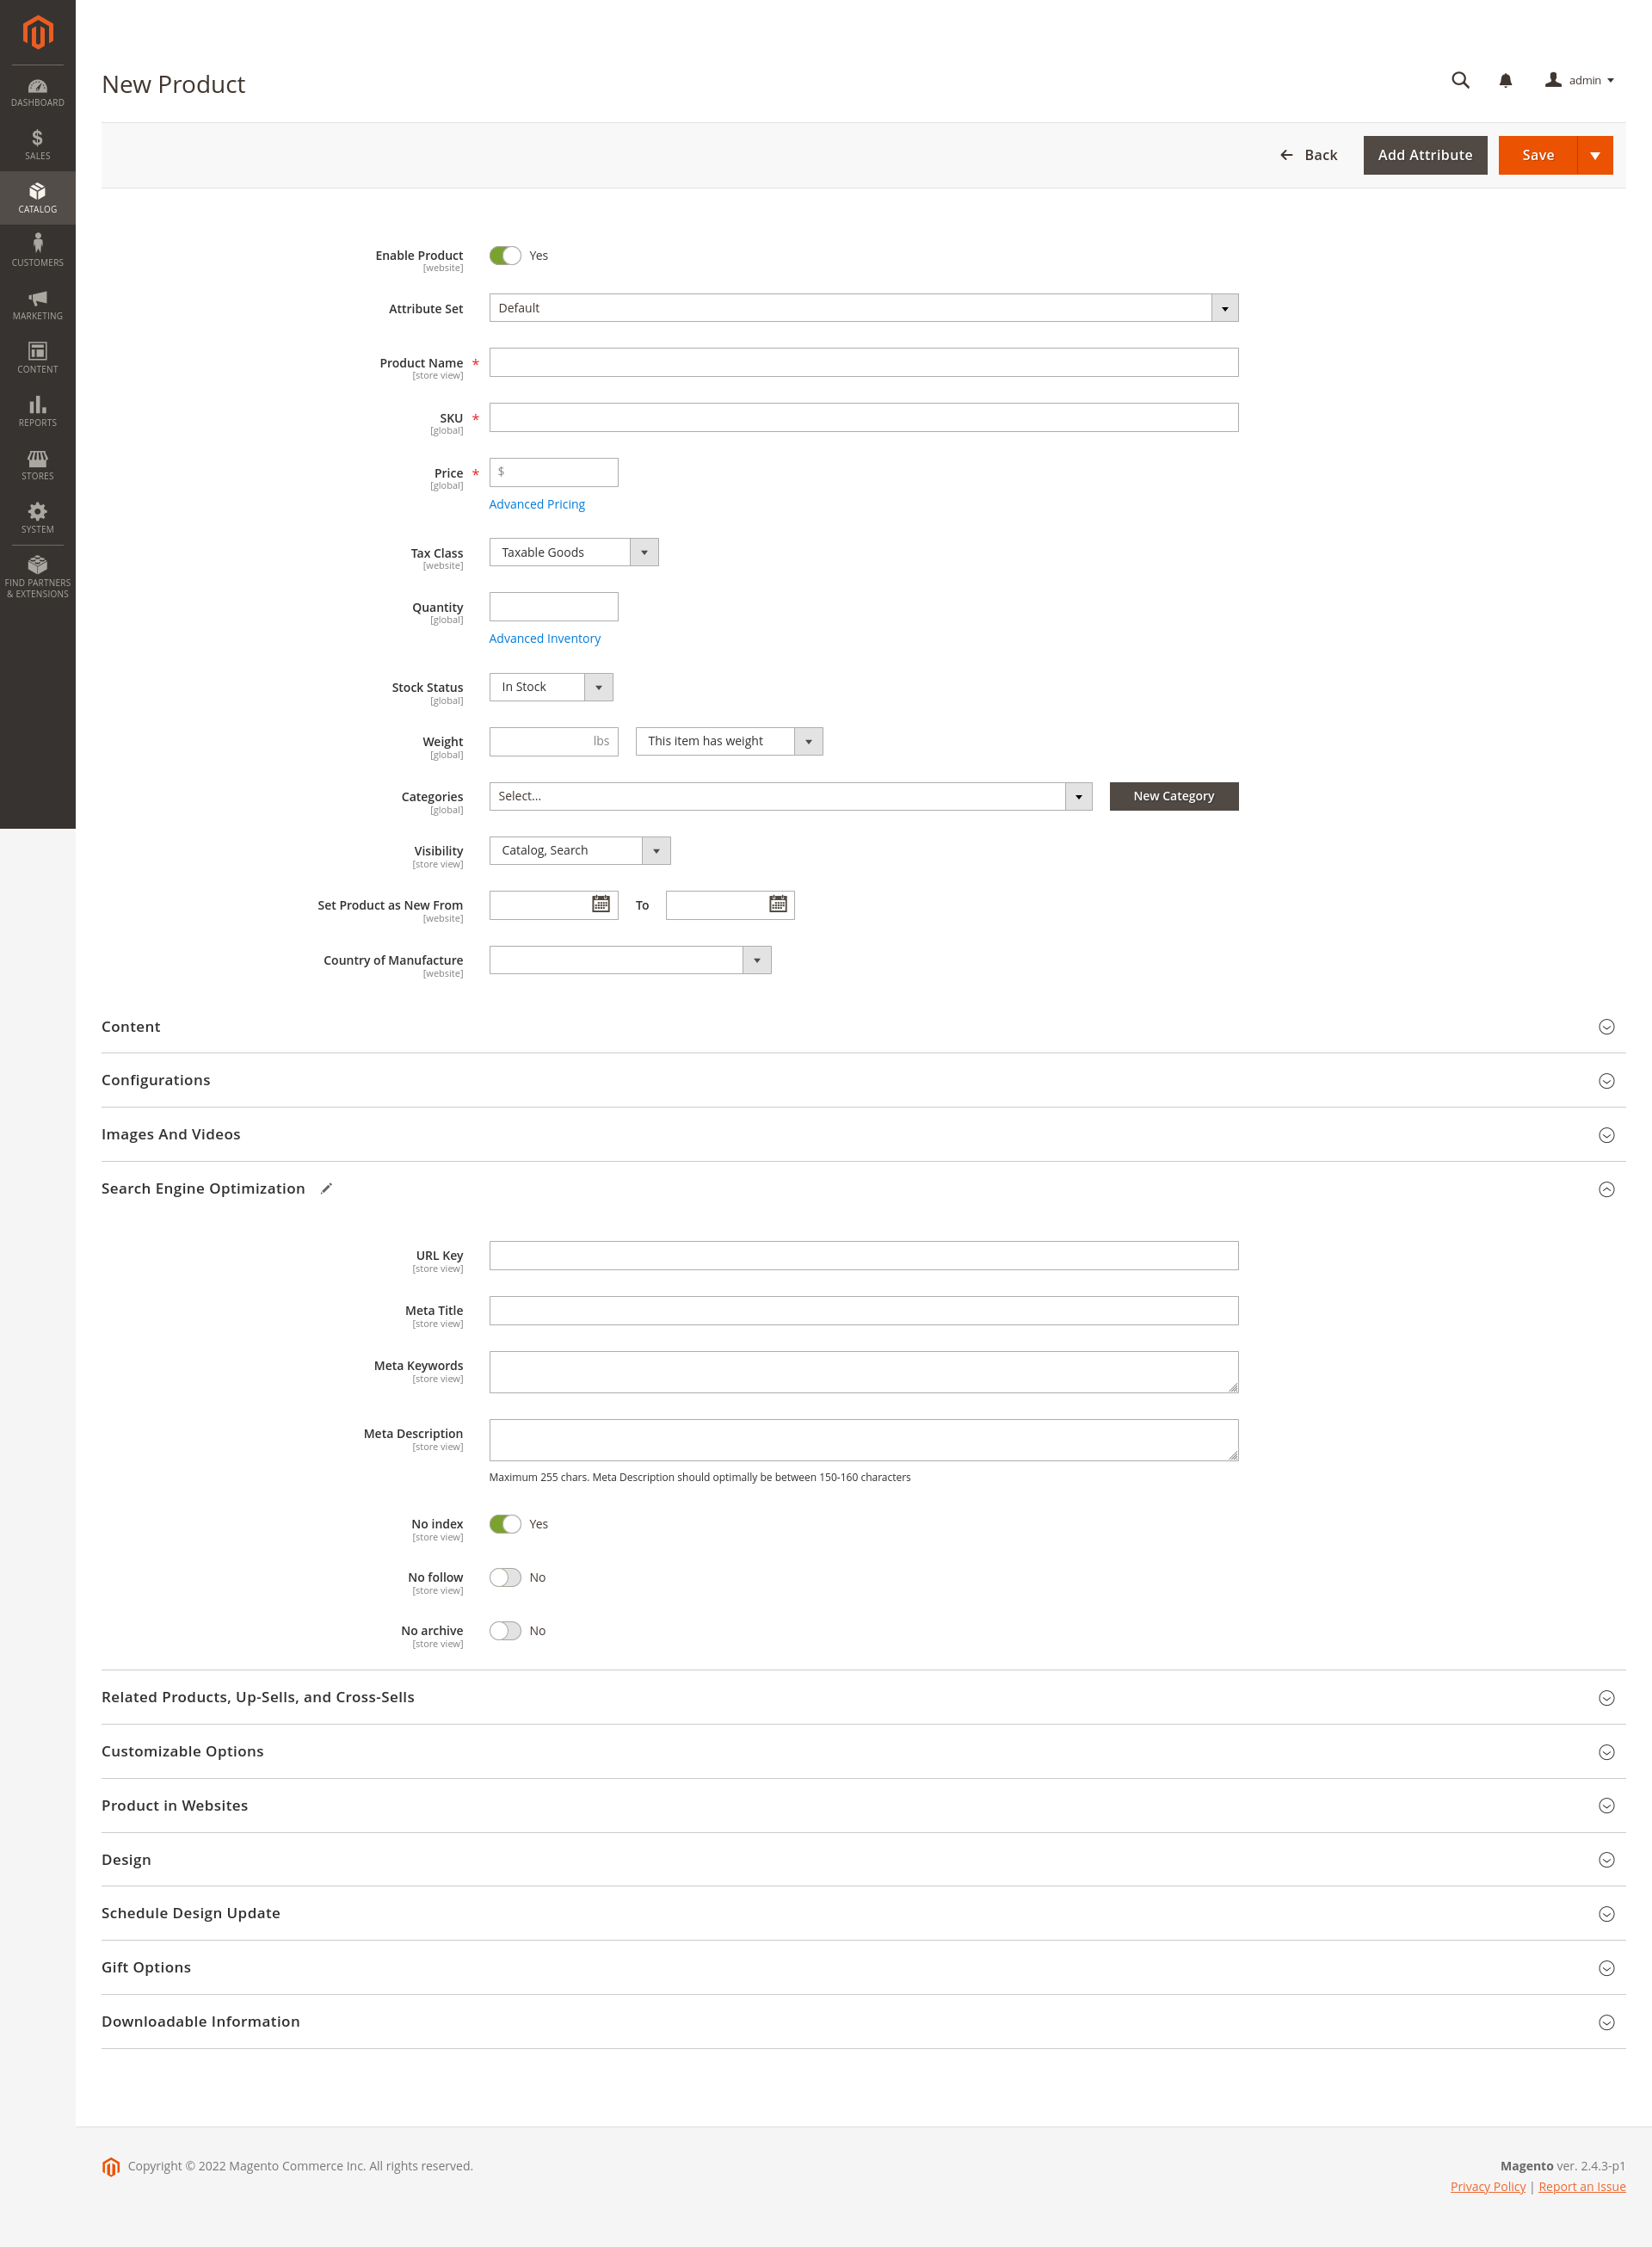 New Product
admin
DASHBOARD
SALES
CATALOG
CUSTOMERS
MARKETING
CONTENT
REPORTS
STORES
SYSTEM
FIND PARTNERS
& EXTENSIONS
Back
Add Attribute
Save
Enable Product
[website]
Yes
Attribute Set
Default
Product Name *
[store view]
SKU *
[global]
Price *
[global]
$
Advanced Pricing
Tax Class
[website]
Taxable Goods
Quantity
[global]
Advanced Inventory
Stock Status
[global]
In Stock
Weight
[global]
lbs
This item has weight
Categories
[global]
Select...
New Category
Visibility
[store view]
Catalog, Search
Set Product as New From
[website]
To
Country of Manufacture
[website]
Content
Configurations
Images And Videos
Search Engine Optimization
URL Key
[store view]
Meta Title
[store view]
Meta Keywords
[store view]
Meta Description
[store view]
Maximum 255 chars. Meta Description should optimally be between 150-160 characters
No index
[store view]
Yes
No follow
[store view]
No
No archive
[store view]
No
Related Products, Up-Sells, and Cross-Sells
Customizable Options
Product in Websites
Design
Schedule Design Update
Gift Options
Downloadable Information
Copyright © 2022 Magento Commerce Inc. All rights reserved.
Magento ver. 2.4.3-p1
Privacy Policy | Report an Issue